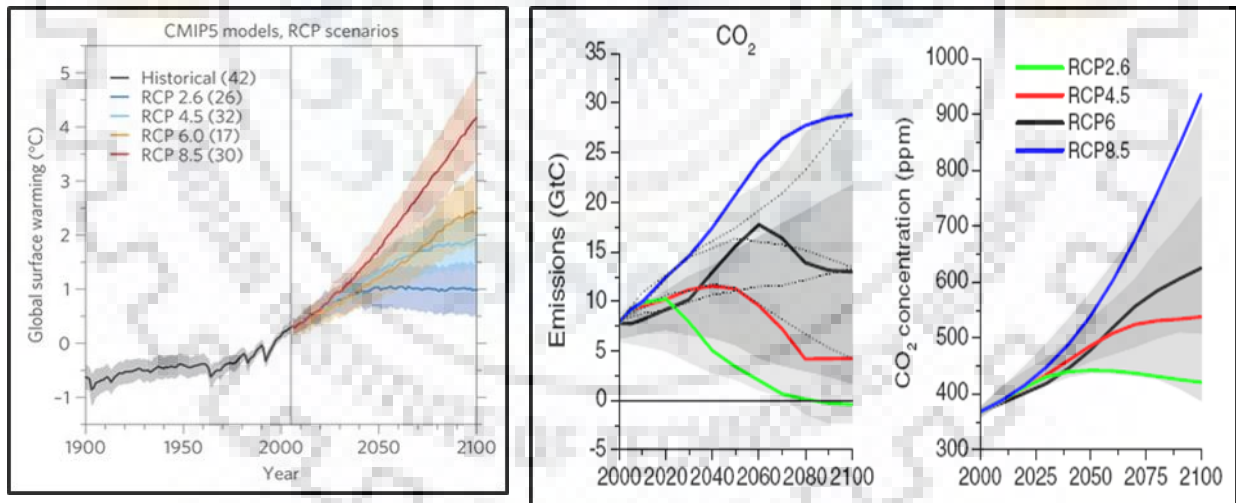 CMIP5 models, RCP scenarios
5
4
3
2
1
0
-1
Global surface warming (°C)
Historical (42)
RCP 2.6 (26)
RCP 4.5 (32)
RCP 6.0 (17)
RCP 8.5 (30)
1900 1950 2000 2050 2100
Year
CO2
35
30
25
20
15
10
5
0
-5
Emissions (GtC)
2000 2020 2040 2060 2080 2100
1000
900
800
700
600
500
400
300
CO2 concentration (ppm)
RCP2.6
RCP4.5
RCP6
RCP8.5
2000 2025 2050 2075 2100